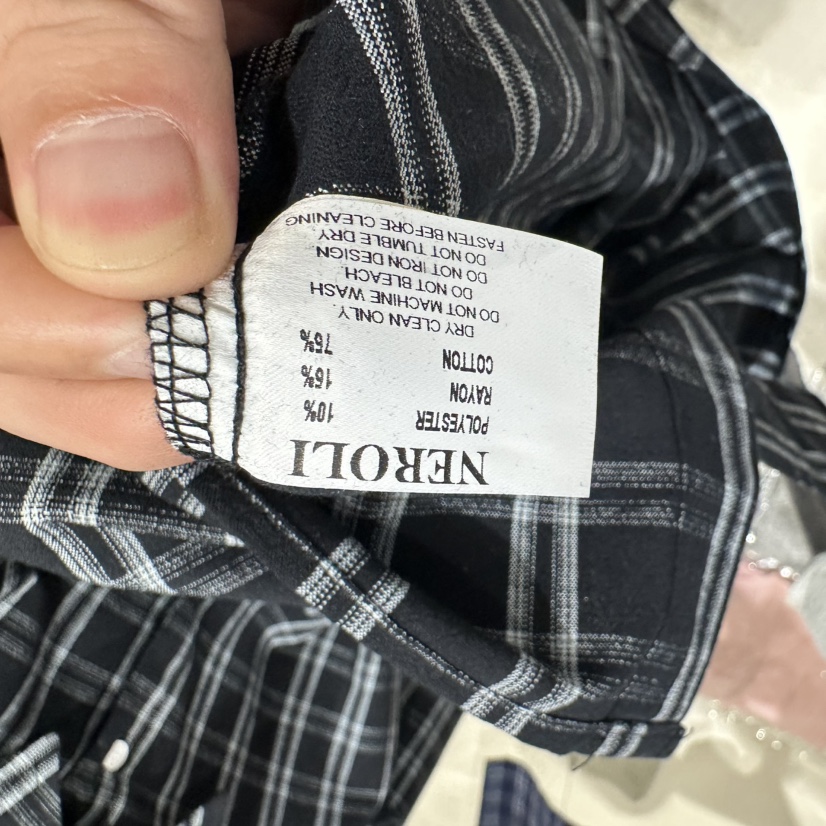 NEROLI
POLYESTER 10%
RAYON 16%
COTTON 75%
DRY CLEAN ONLY.
DO NOT MACHINE WASH
DO NOT BLEACH.
DO NOT IRON DESIGN
DO NOT TUMBLE DRY.
FASTEN BEFORE CLEANING